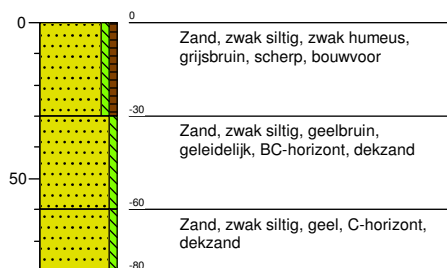 0
0
Zand, zwak siltig, zwak humeus,
grijsbruin, scherp, bouwvoor
-30
Zand, zwak siltig, geelbruin,
geleidelijk, BC-horizont, dekzand
50
-60
Zand, zwak siltig, geel, C-horizont,
dekzand
-80